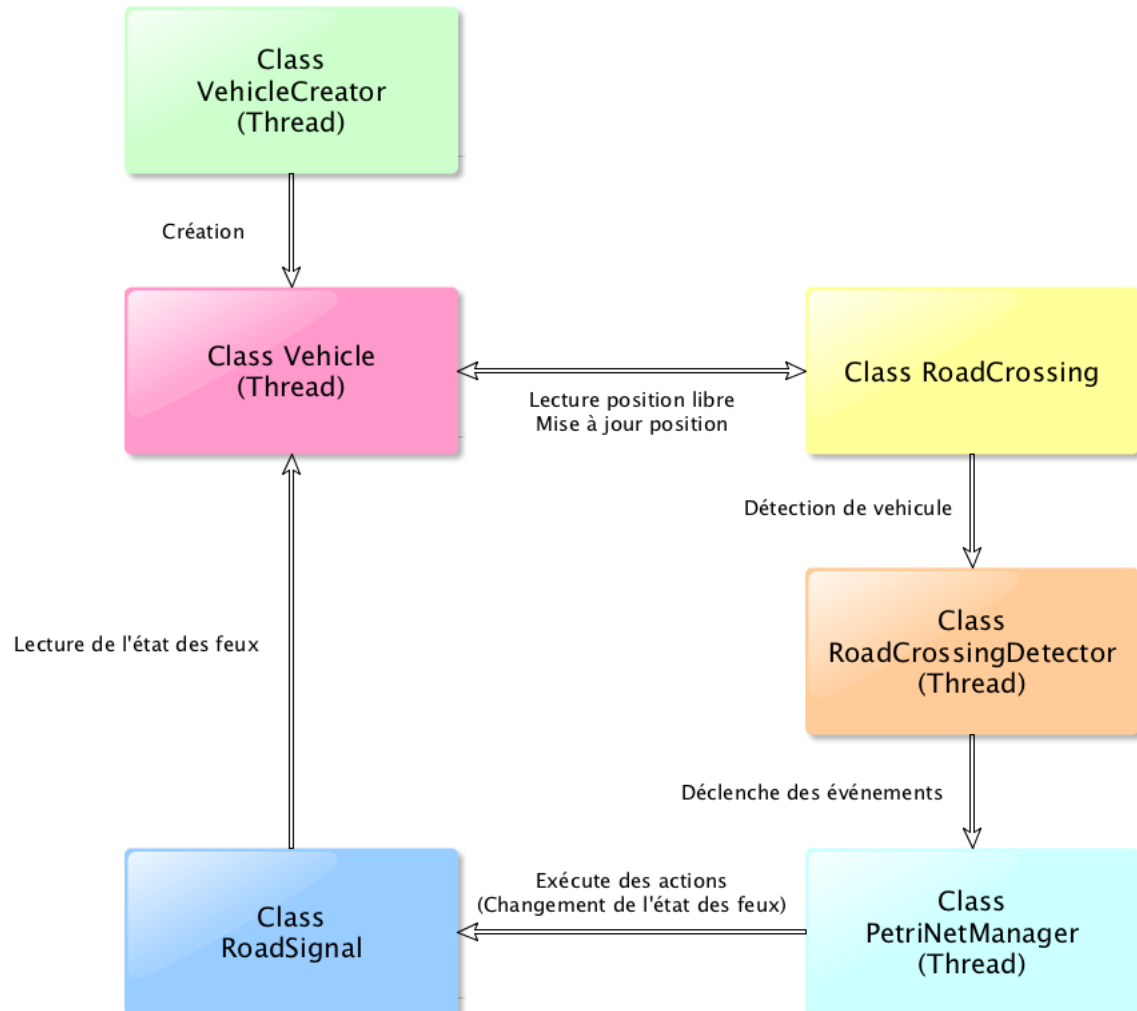 Class
VehicleCreator
(Thread)
Création
Class Vehicle
(Thread)
Lecture position libre
Mise à jour position
Class RoadCrossing
Détection de vehicule
Class
RoadCrossingDetector
(Thread)
Lecture de l'état des feux
Déclenche des événements
Class
RoadSignal
Exécute des actions
(Changement de l'état des feux)
Class
PetriNetManager
(Thread)